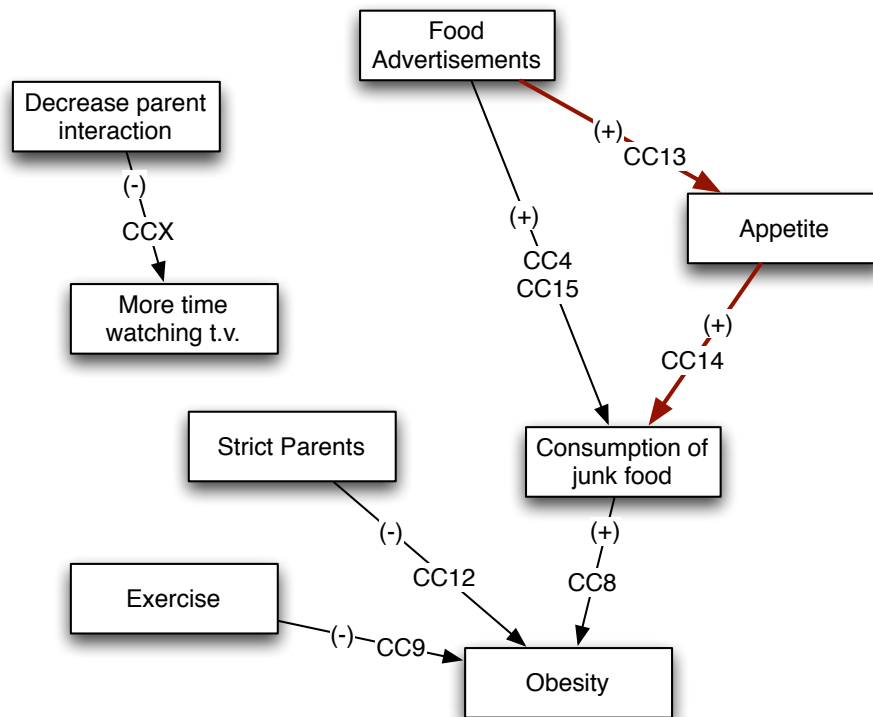 Food
Advertisements
Decrease parent
interaction
(+)
CC13
(-)
CCX
(+)
CC4
CC15
Appetite
More time
watching t.v.
(+)
CC14
Strict Parents
Consumption of
junk food
(-)
CC12
(+)
CC8
Exercise
(-)
CC9
Obesity